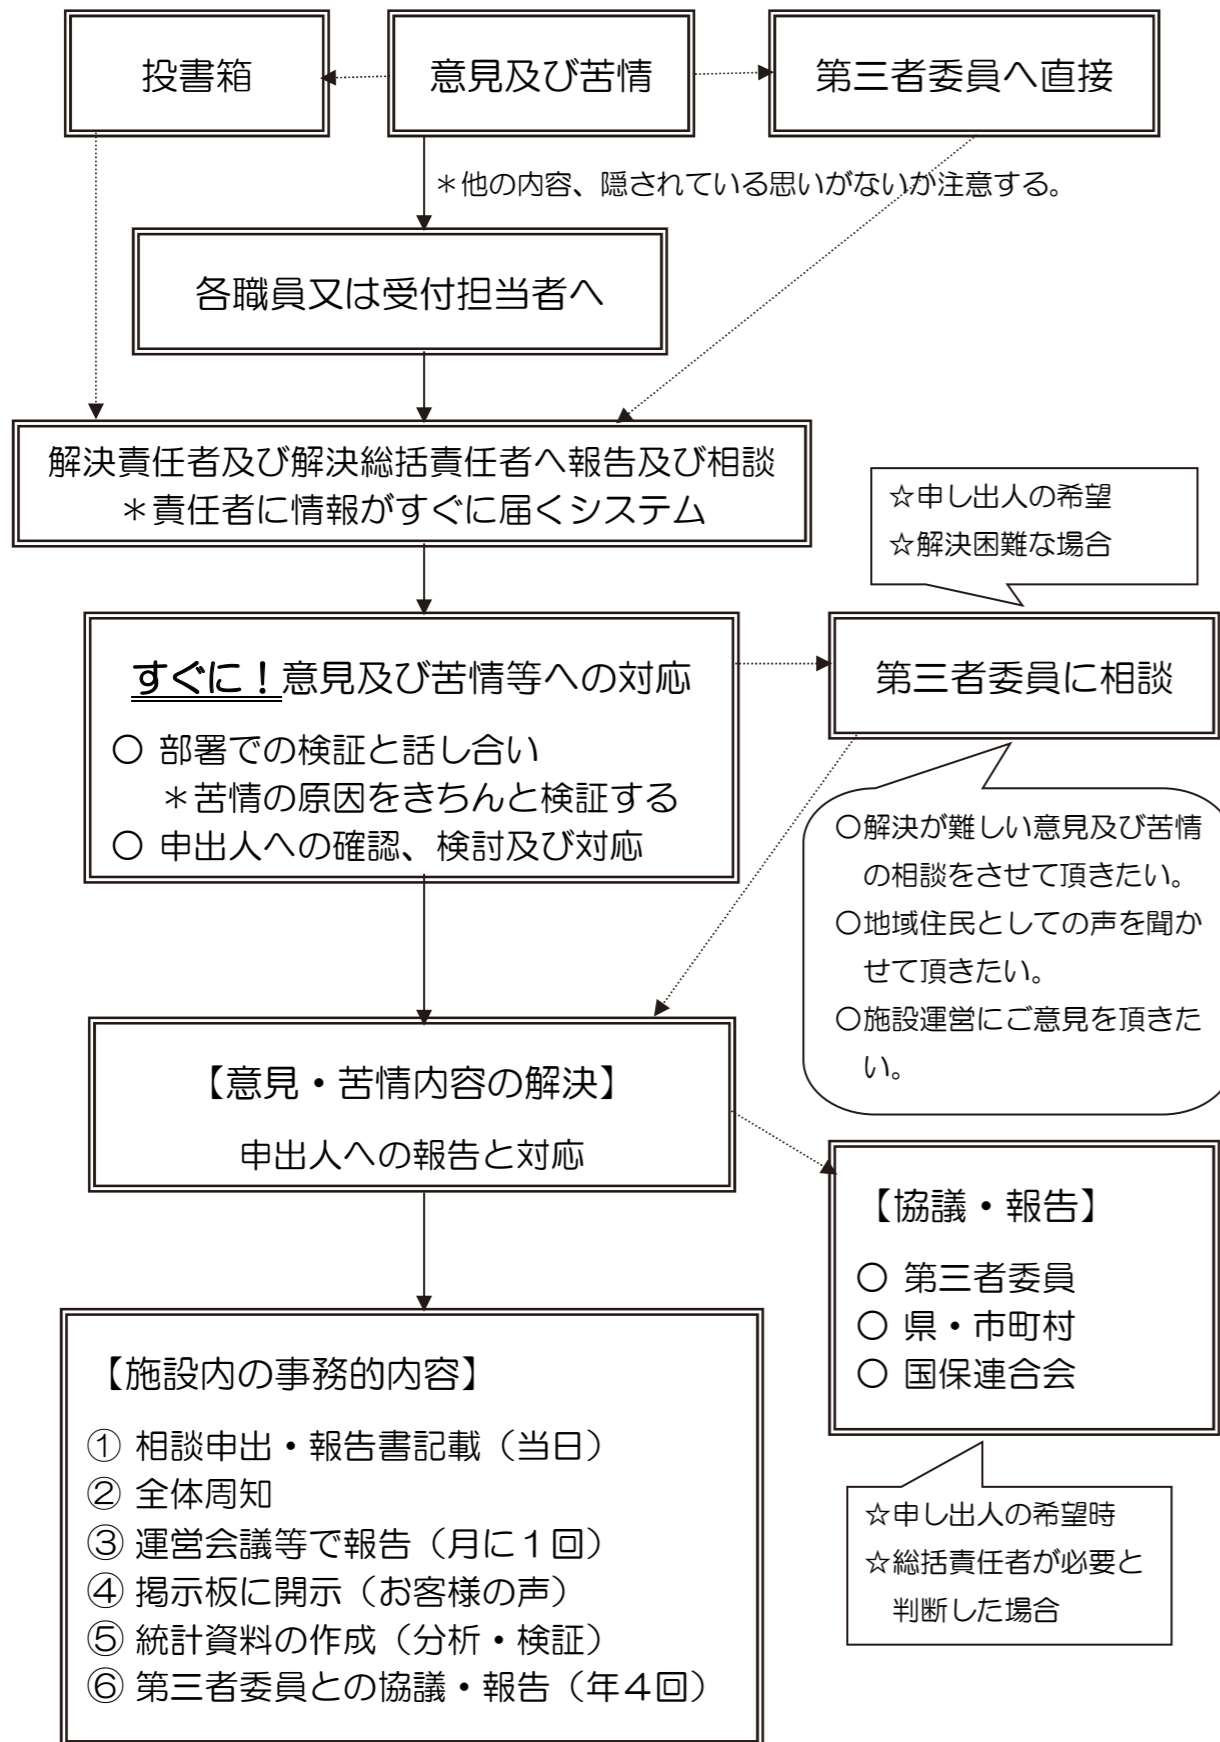 投書箱
意見及び苦情
第三者委員へ直接
＊他の内容、隠されている思いがないか注意する。
各職員又は受付担当者へ
解決責任者及び解決総括責任者へ報告及び相談
＊責任者に情報がすぐに届くシステム
☆申し出人の希望
☆解決困難な場合
すぐに！意見及び苦情等への対応
〇 部署での検証と話し合い
＊苦情の原因をきちんと検証する
〇 申出人への確認、検討及び対応
第三者委員に相談
〇解決が難しい意見及び苦情
の相談をさせて頂きたい。
〇地域住民としての声を聞か
せて頂きたい。
〇施設運営にご意見を頂きた
い。
【意見・苦情内容の解決】
申出人への報告と対応
【協議・報告】
〇 第三者委員
〇 県・市町村
〇 国保連合会
☆申し出人の希望時
☆総括責任者が必要と
判断した場合
【施設内の事務的内容】
① 相談申出・報告書記載（当日）
② 全体周知
③ 運営会議等で報告（月に１回）
④ 掲示板に開示（お客様の声）
⑤ 統計資料の作成（分析・検証）
⑥ 第三者委員との協議・報告（年４回）